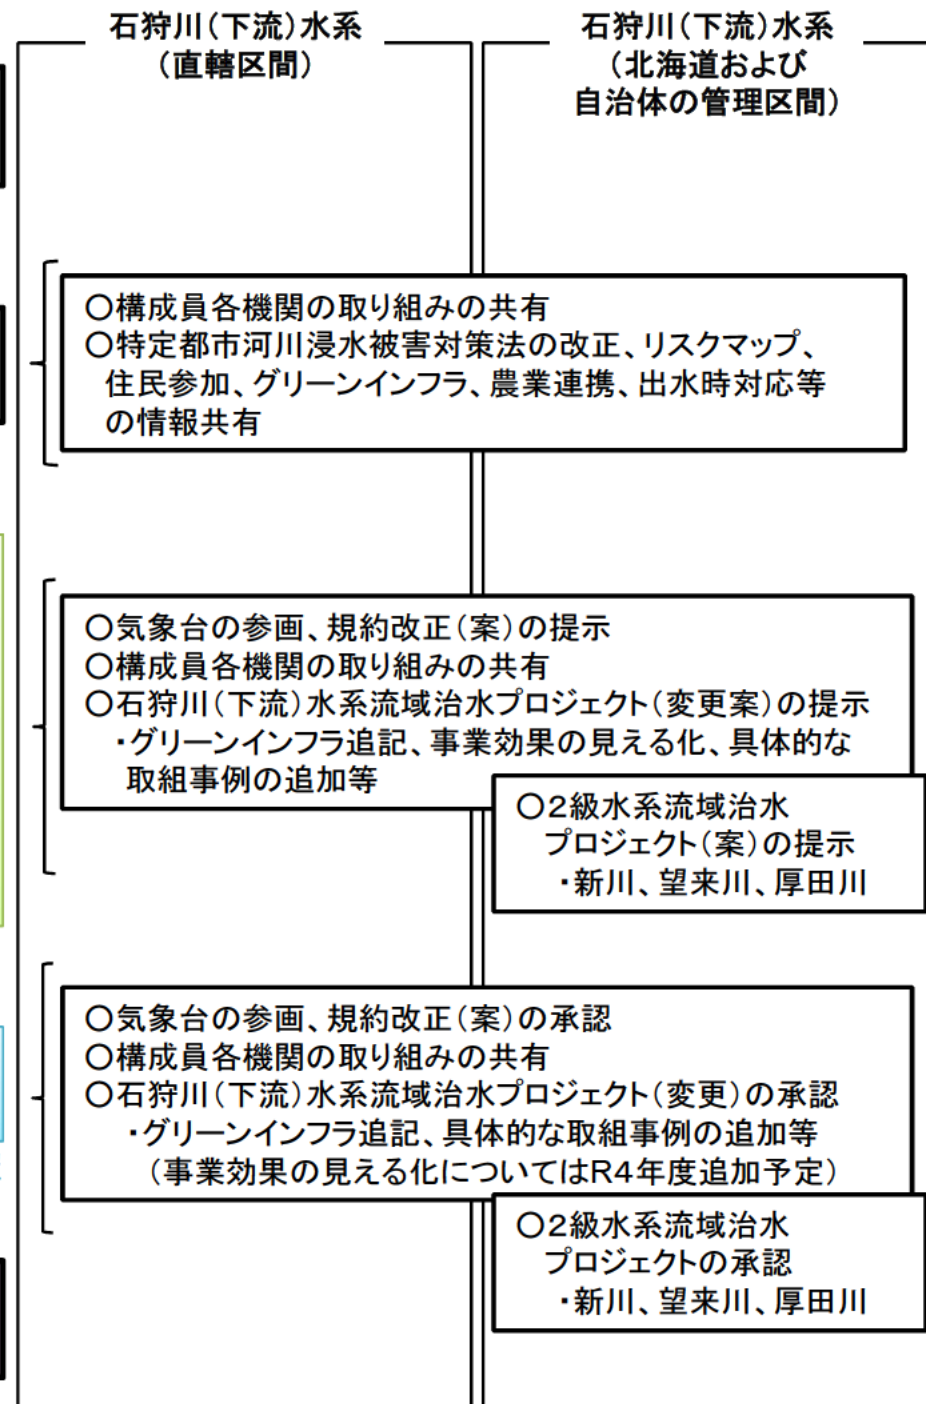 石狩川(下流)水系
(直轄区間)
石狩川(下流)水系
(北海道および
自治体の管理区間)
〇構成員各機関の取り組みの共有
〇特定都市河川浸水被害対策法の改正、リスクマップ、
住民参加、グリーンインフラ、農業連携、出水時対応等
の情報共有
〇気象台の参画、規約改正(案)の提示
〇構成員各機関の取り組みの共有
〇石狩川(下流)水系流域治水プロジェクト(変更案)の提示
・グリーンインフラ追記、事業効果の見える化、具体的な
取組事例の追加等
〇2級水系流域治水
プロジェクト(案)の提示
・新川、望来川、厚田川
〇気象台の参画、規約改正(案)の承認
〇構成員各機関の取り組みの共有
〇石狩川(下流)水系流域治水プロジェクト(変更)の承認
・グリーンインフラ追記、具体的な取組事例の追加等
(事業効果の見える化についてはR4年度追加予定)
〇2級水系流域治水
プロジェクトの承認
・新川、望来川、厚田川